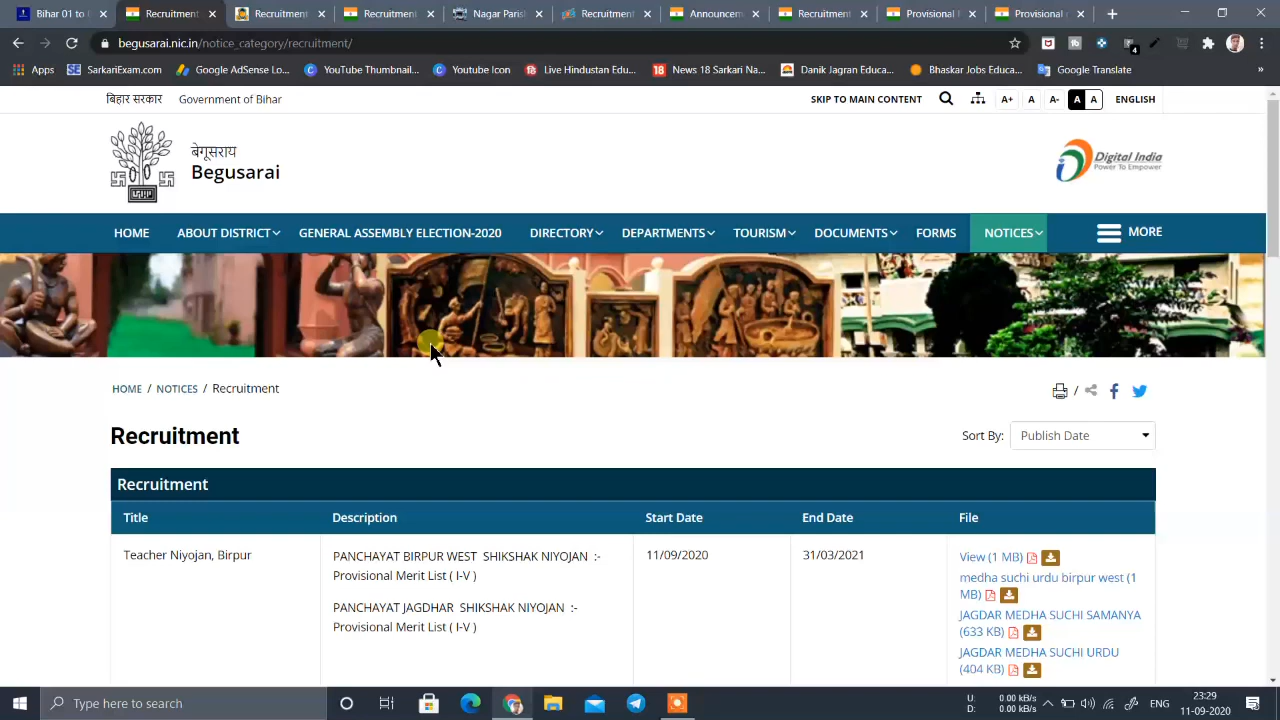 Bihar 01 to
Recruitment
Recruitment
Recruitment
Nagar Paris
Recruitment
Announcem
Recruitment
Provisional
Provisional
begusarai.nic.in/notice_category/recruitment/
4
Apps
SarkariExam.com
Google AdSense Lo...
YouTube Thumbnail...
Youtube Icon
Live Hindustan Edu...
News 18 Sarkari Na...
Danik Jagran Educa...
Bhaskar Jobs Educa...
Google Translate
»
बिहार सरकार Government of Bihar
SKIP TO MAIN CONTENT
A+ A A- A A
ENGLISH
बेगूसराय
Begusarai
Digital India
Power To Empower
HOME ABOUT DISTRICT GENERAL ASSEMBLY ELECTION-2020 DIRECTORY DEPARTMENTS TOURISM DOCUMENTS FORMS NOTICES MORE
HOME / NOTICES / Recruitment
/
Recruitment
Sort By: Publish Date
Recruitment
Title Description Start Date End Date File
Teacher Niyojan, Birpur
PANCHAYAT BIRPUR WEST SHIKSHAK NIYOJAN :-
Provisional Merit List ( I-V )
PANCHAYAT JAGDHAR SHIKSHAK NIYOJAN :-
Provisional Merit List ( I-V )
11/09/2020
31/03/2021
View (1 MB)
medha suchi urdu birpur west (1
MB)
JAGDAR MEDHA SUCHI SAMANYA
(633 KB)
JAGDAR MEDHA SUCHI URDU
(404 KB)
Type here to search
U: 0.00 kB/s
D: 0.00 kB/s
ENG
23:29
11-09-2020